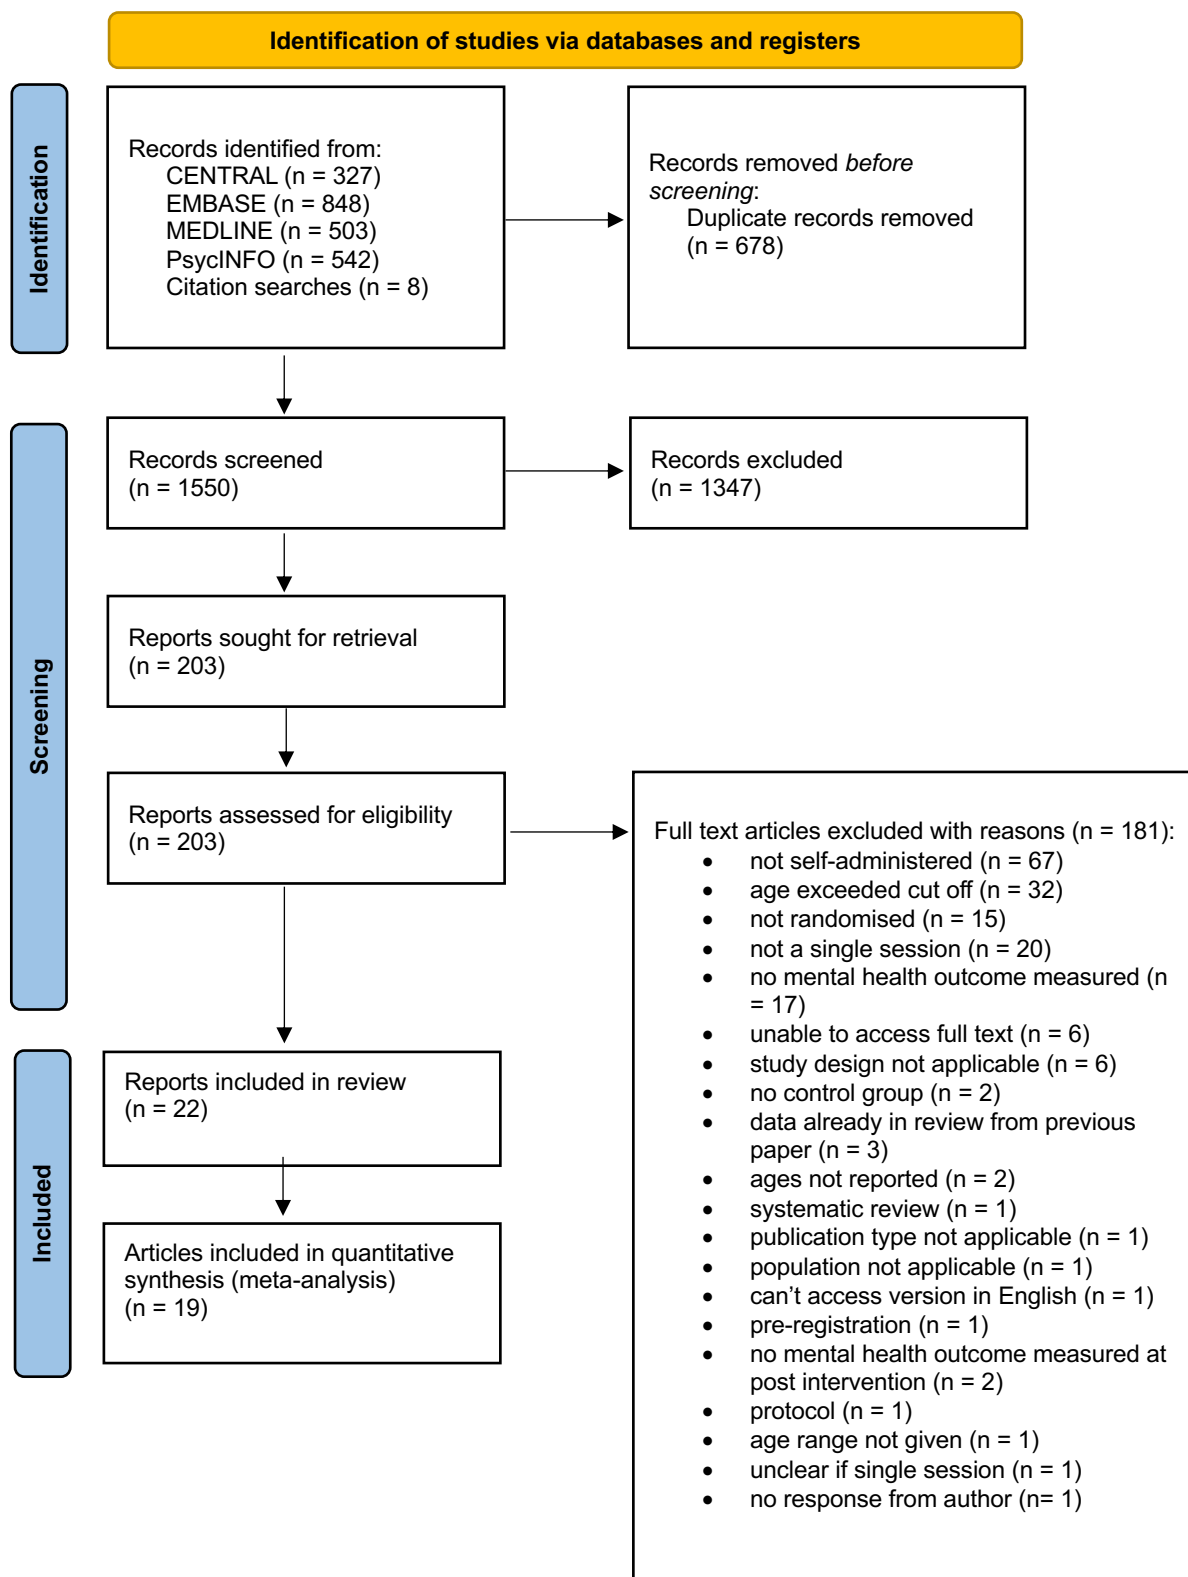 Identification of studies via databases and registers
Identification
Records identified from:
CENTRAL (n = 327)
EMBASE (n = 848)
MEDLINE (n = 503)
PsycINFO (n = 542)
Citation searches (n = 8)
Records removed before
screening:
Duplicate records removed
(n = 678)
Screening
Records screened
(n = 1550)
Records excluded
(n = 1347)
Reports sought for retrieval
(n = 203)
Reports assessed for eligibility
(n = 203)
Full text articles excluded with reasons (n = 181):
• not self-administered (n = 67)
• age exceeded cut off (n = 32)
• not randomised (n = 15)
• not a single session (n = 20)
• no mental health outcome measured (n
= 17)
• unable to access full text (n = 6)
• study design not applicable (n = 6)
• no control group (n = 2)
• data already in review from previous
paper (n = 3)
• ages not reported (n = 2)
• systematic review (n = 1)
• publication type not applicable (n = 1)
• population not applicable (n = 1)
• can’t access version in English (n = 1)
• pre-registration (n = 1)
• no mental health outcome measured at
post intervention (n = 2)
• protocol (n = 1)
• age range not given (n = 1)
• unclear if single session (n = 1)
• no response from author (n= 1)
Included
Reports included in review
(n = 22)
Articles included in quantitative
synthesis (meta-analysis)
(n = 19)